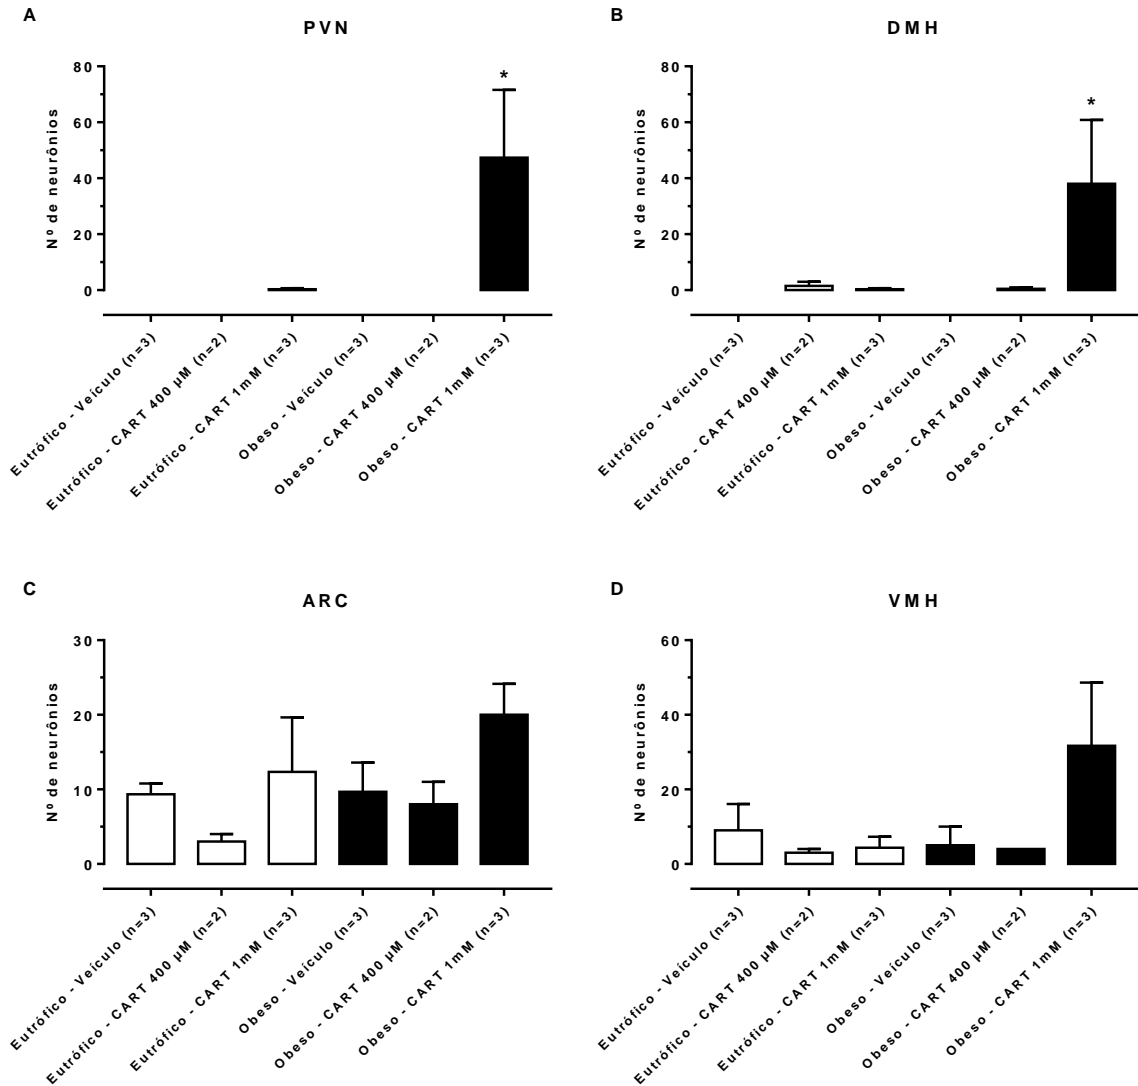 A
PVN
Nº de neurônios
80
60
40
20
0
*
Eutrófico - Veículo (n=3)
Eutrófico - CART 400 µM (n=2)
Eutrófico - CART 1mM (n=3)
Obeso - Veículo (n=3)
Obeso - CART 400 µM (n=2)
Obeso - CART 1mM (n=3)
B
DMH
Nº de neurônios
80
60
40
20
0
*
Eutrófico - Veículo (n=3)
Eutrófico - CART 400 µM (n=2)
Eutrófico - CART 1mM (n=3)
Obeso - Veículo (n=3)
Obeso - CART 400 µM (n=2)
Obeso - CART 1mM (n=3)
C
ARC
Nº de neurônios
30
20
10
0
Eutrófico - Veículo (n=3)
Eutrófico - CART 400 µM (n=2)
Eutrófico - CART 1mM (n=3)
Obeso - Veículo (n=3)
Obeso - CART 400 µM (n=2)
Obeso - CART 1mM (n=3)
D
VMH
Nº de neurônios
60
40
20
0
Eutrófico - Veículo (n=3)
Eutrófico - CART 400 µM (n=2)
Eutrófico - CART 1mM (n=3)
Obeso - Veículo (n=3)
Obeso - CART 400 µM (n=2)
Obeso - CART 1mM (n=3)